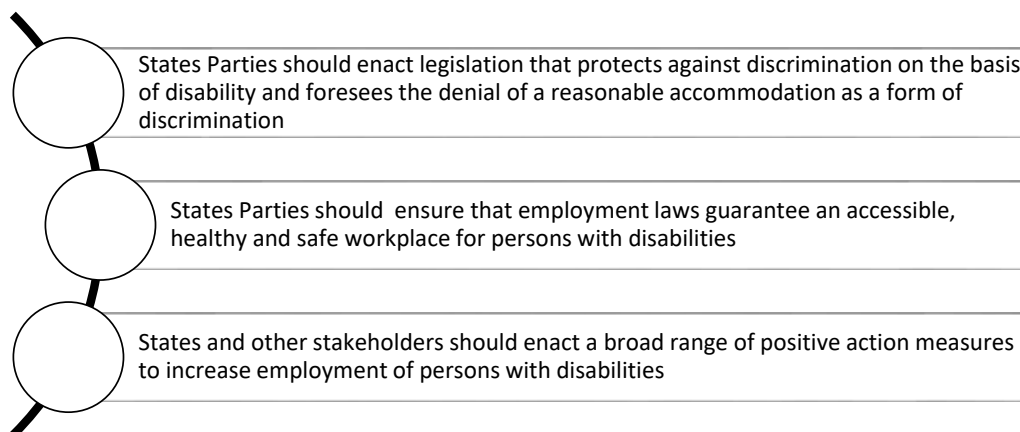 States Parties should enact legislation that protects against discrimination on the basis
of disability and foresees the denial of a reasonable accommodation as a form of
discrimination
States Parties should  ensure that employment laws guarantee an accessible,
healthy and safe workplace for persons with disabilities
States and other stakeholders should enact a broad range of positive action measures
to increase employment of persons with disabilities